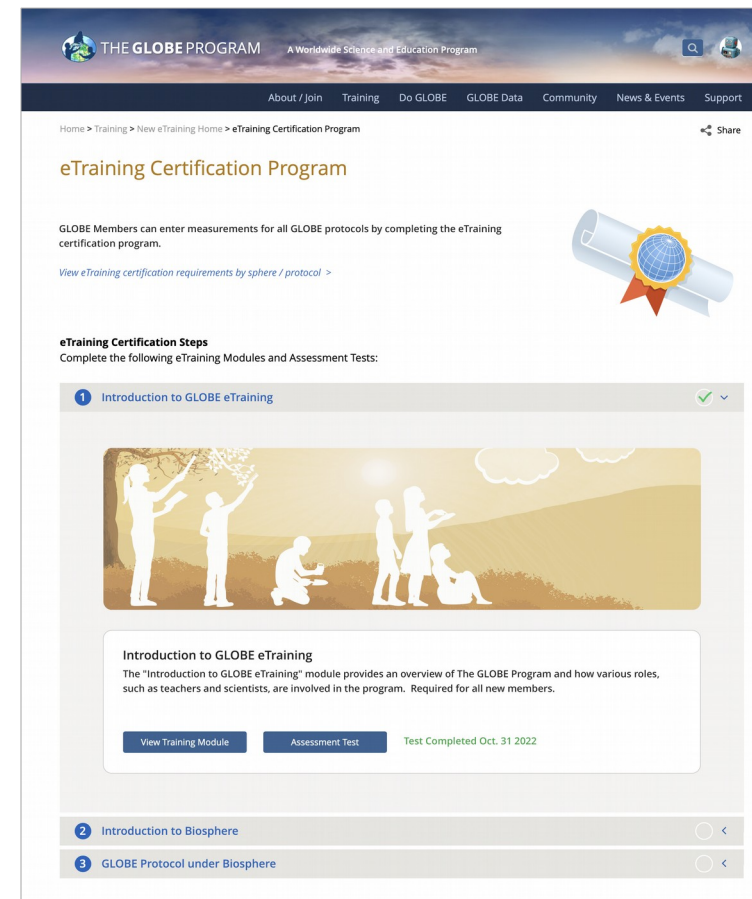 THE GLOBE PROGRAM
A Worldwide Science and Education Program
About / Join Training Do GLOBE GLOBE Data Community News & Events Support
Home > Training > New eTraining Home > eTraining Certification Program
Share
eTraining Certification Program
GLOBE Members can enter measurements for all GLOBE protocols by completing the eTraining
certification program.
View eTraining certification requirements by sphere / protocol >
eTraining Certification Steps
Complete the following eTraining Modules and Assessment Tests:
1 Introduction to GLOBE eTraining
Introduction to GLOBE eTraining
The "Introduction to GLOBE eTraining" module provides an overview of The GLOBE Program and how various roles,
such as teachers and scientists, are involved in the program. Required for all new members.
View Training Module Assessment Test Test Completed Oct. 31 2022
2 Introduction to Biosphere
3 GLOBE Protocol under Biosphere